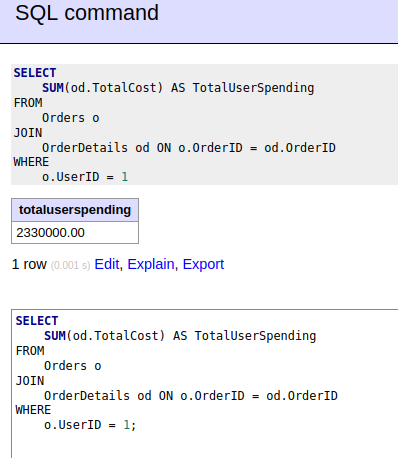 SQL command
SELECT
SUM(od.TotalCost) AS TotalUserSpending
FROM
Orders o
JOIN
OrderDetails od ON o.OrderID = od.OrderID
WHERE
o.UserID = 1
totaluserspending
2330000.00
1 row (0.001 s) Edit, Explain, Export
SELECT
SUM(od.TotalCost) AS TotalUserSpending
FROM
Orders o
JOIN
OrderDetails od ON o.OrderID = od.OrderID
WHERE
o.UserID = 1;